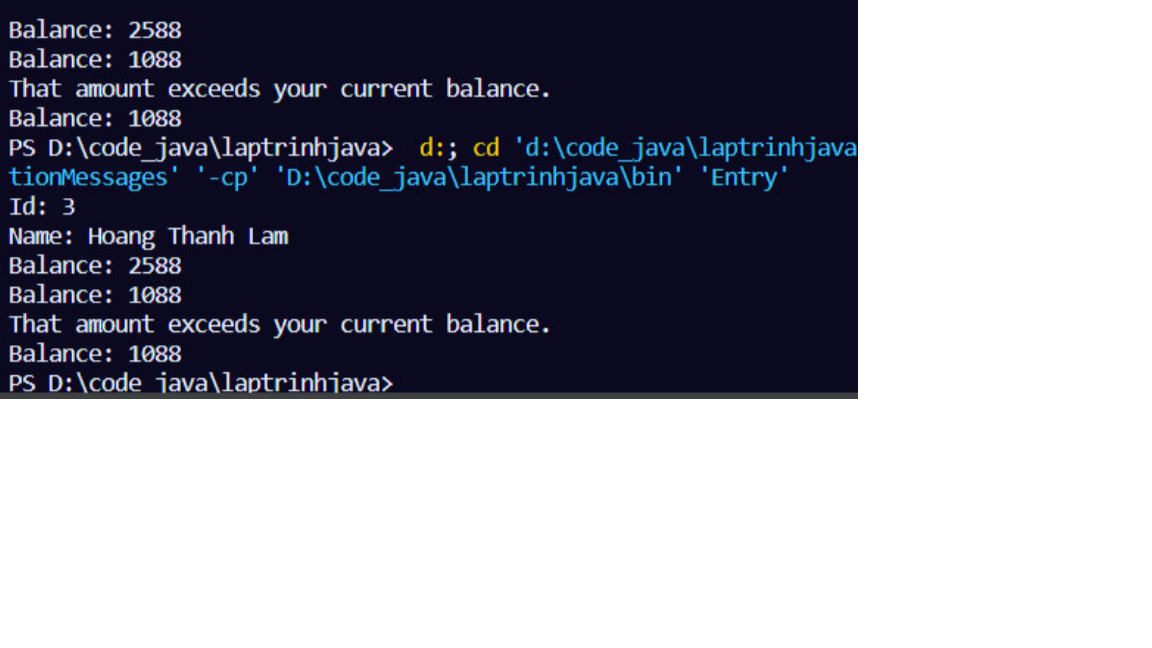 Balance: 2588
Balance: 1088
That amount exceeds your current balance.
Balance: 1088
PS D:\code_java\laptrinhjava>  d:; cd 'd:\code_java\laptrinhjava
tionMessages' '-cp' 'D:\code_java\laptrinhjava\bin' 'Entry'
Id: 3
Name: Hoang Thanh Lam
Balance: 2588
Balance: 1088
That amount exceeds your current balance.
Balance: 1088
PS D:\code_java\laptrinhjava>